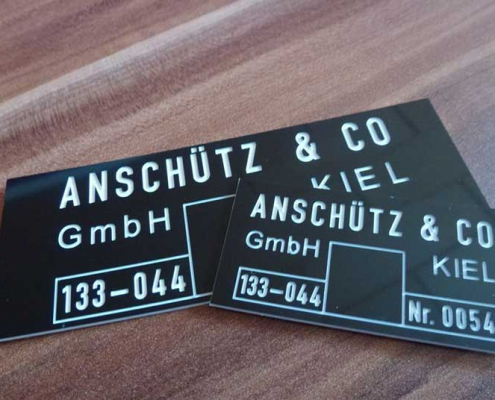 ANSCHÜTZ & CO
GmbH KIEL
133-044
ANSCHÜTZ & CO
GmbH KIEL
133-044 Nr. 0054